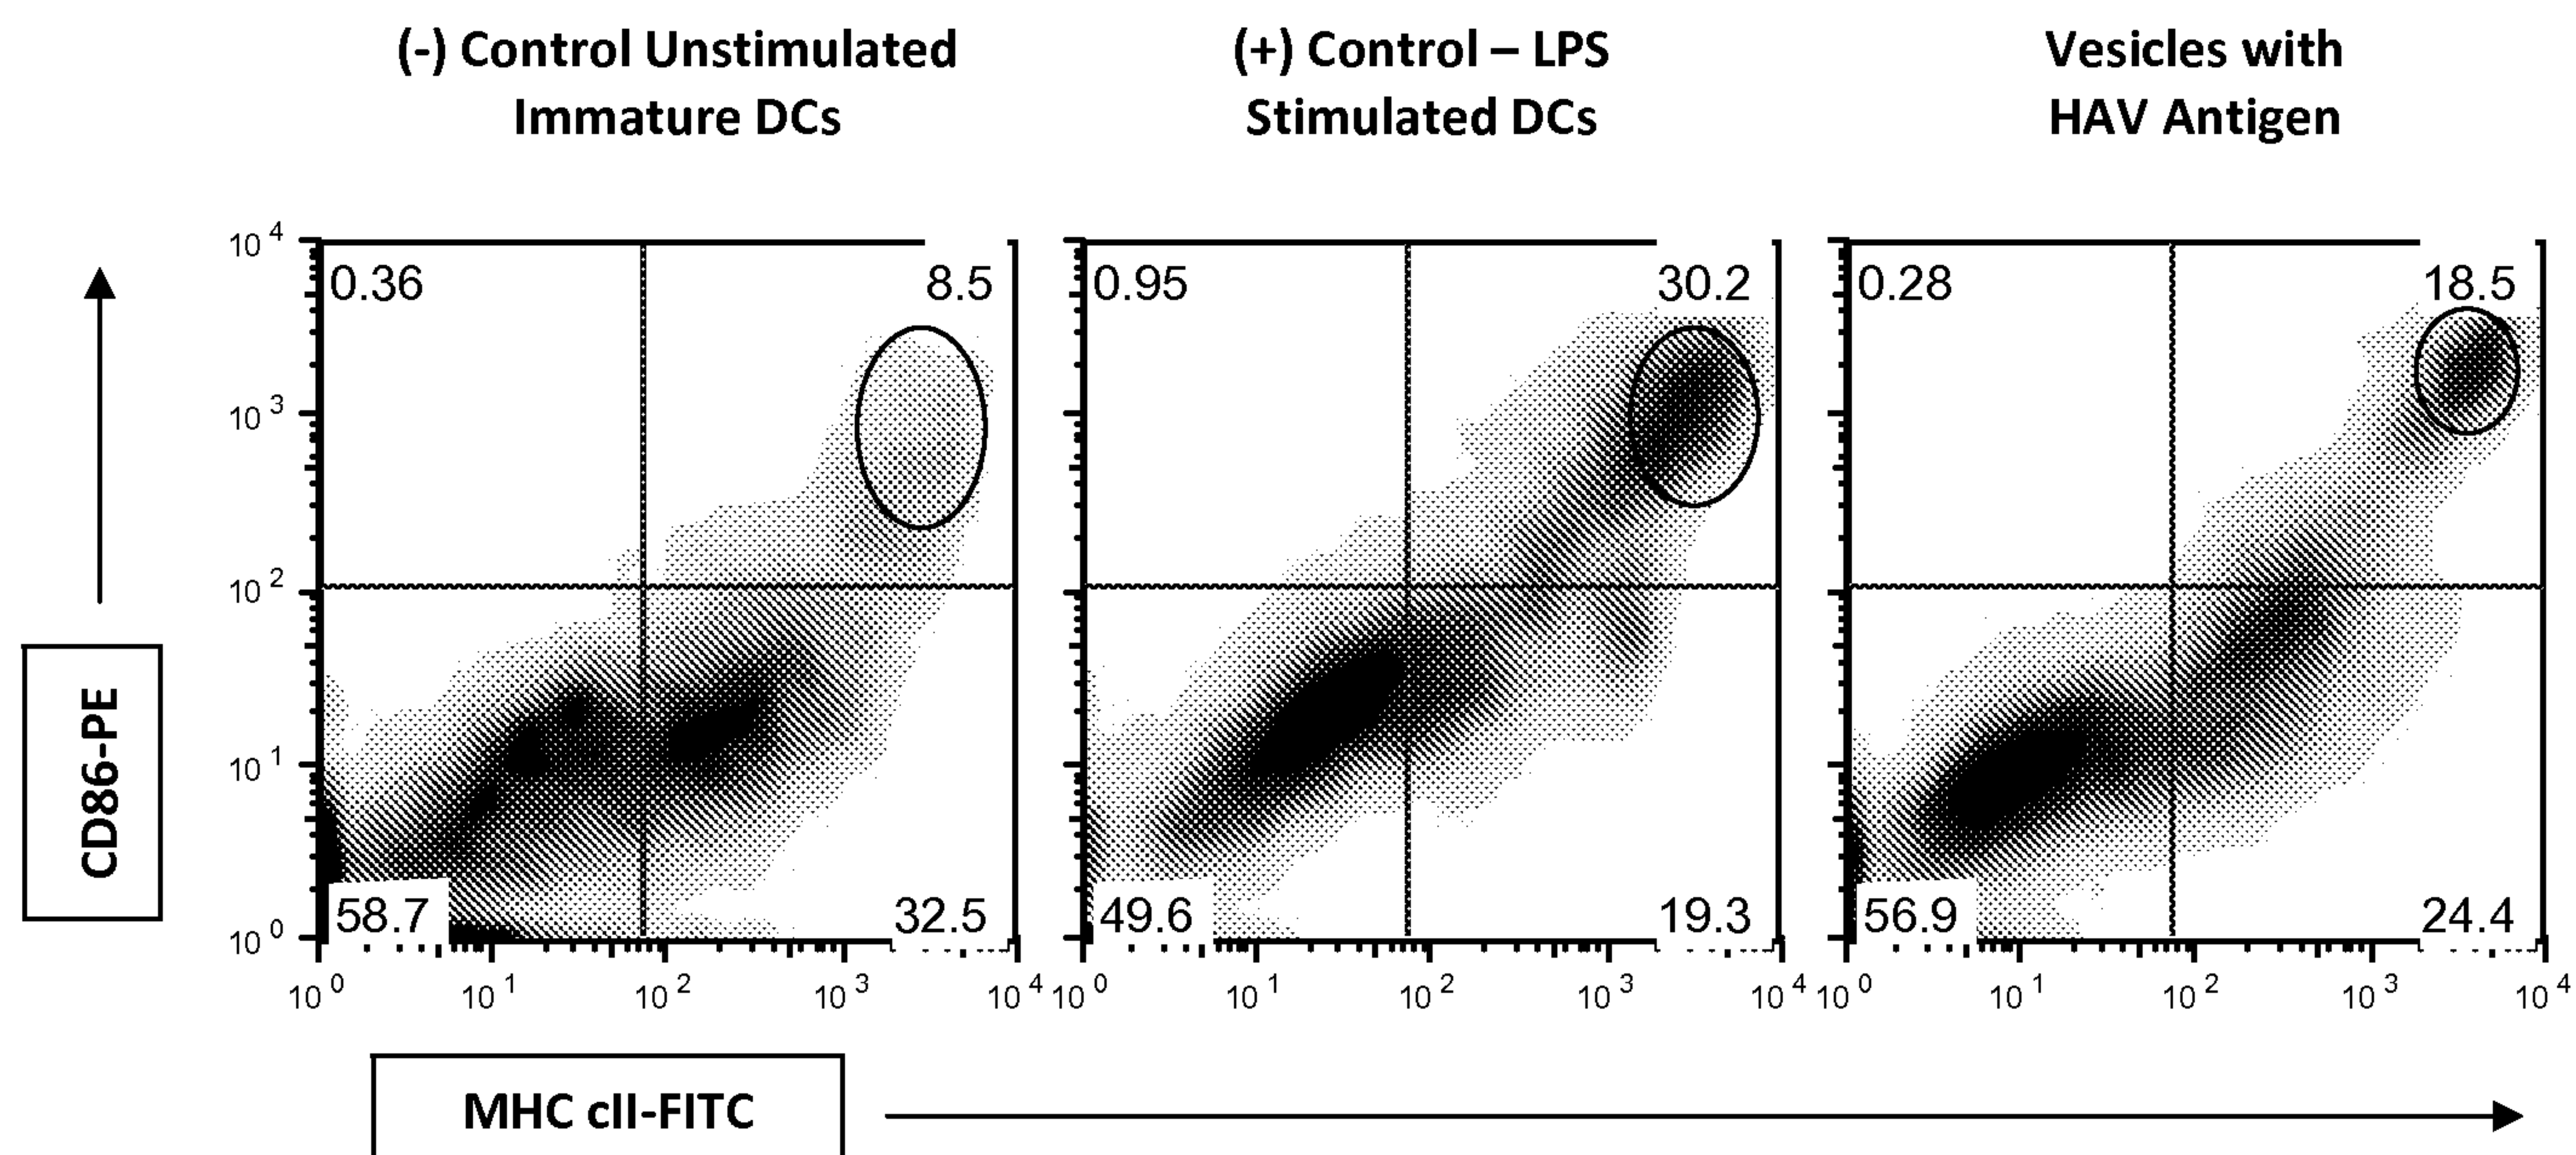 (-) Control Unstimulated
Immature DCs
(+) Control – LPS
Stimulated DCs
Vesicles with
HAV Antigen
CD86-PE
10^4
10^3
10^2
10^1
10^0
0.36
8.5
58.7
32.5
0.95
30.2
49.6
19.3
0.28
18.5
56.9
24.4
10^0 10^1 10^2 10^3 10^4
10^0 10^1 10^2 10^3 10^4
10^0 10^1 10^2 10^3 10^4
MHC cII-FITC